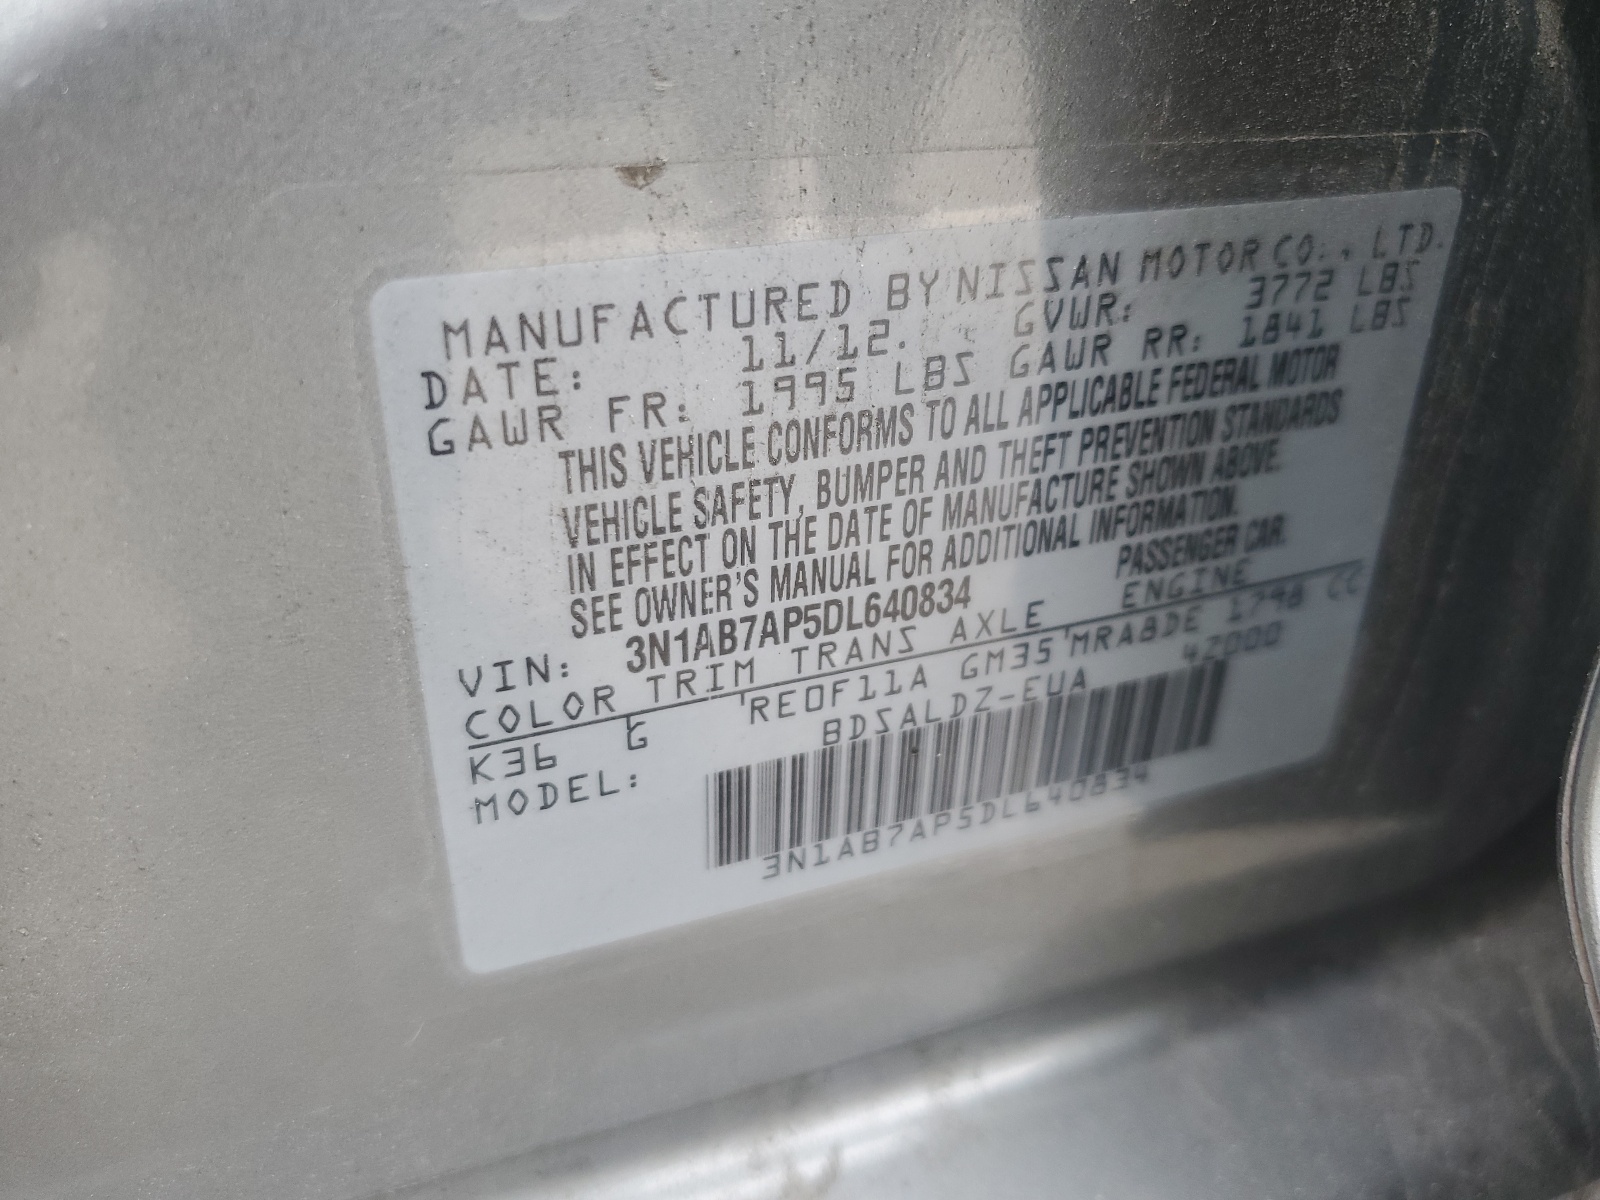 MANUFACTURED BY NISSAN MOTOR CO., LTD.
DATE: 11/12. GVWR: 3772 LBS
GAWR FR: 1995 LBS GAWR RR: 1841 LBS
THIS VEHICLE CONFORMS TO ALL APPLICABLE FEDERAL MOTOR
VEHICLE SAFETY, BUMPER AND THEFT PREVENTION STANDARDS
IN EFFECT ON THE DATE OF MANUFACTURE SHOWN ABOVE.
SEE OWNER'S MANUAL FOR ADDITIONAL INFORMATION.
VIN: 3N1AB7AP5DL640834 PASSENGER CAR.
COLOR TRIM TRANS AXLE ENGINE
K36 G RE0F11A GM35 MRA8DE 1798 CC
MODEL: BDSALDZ-EUA 42000
3N1AB7AP5DL640834